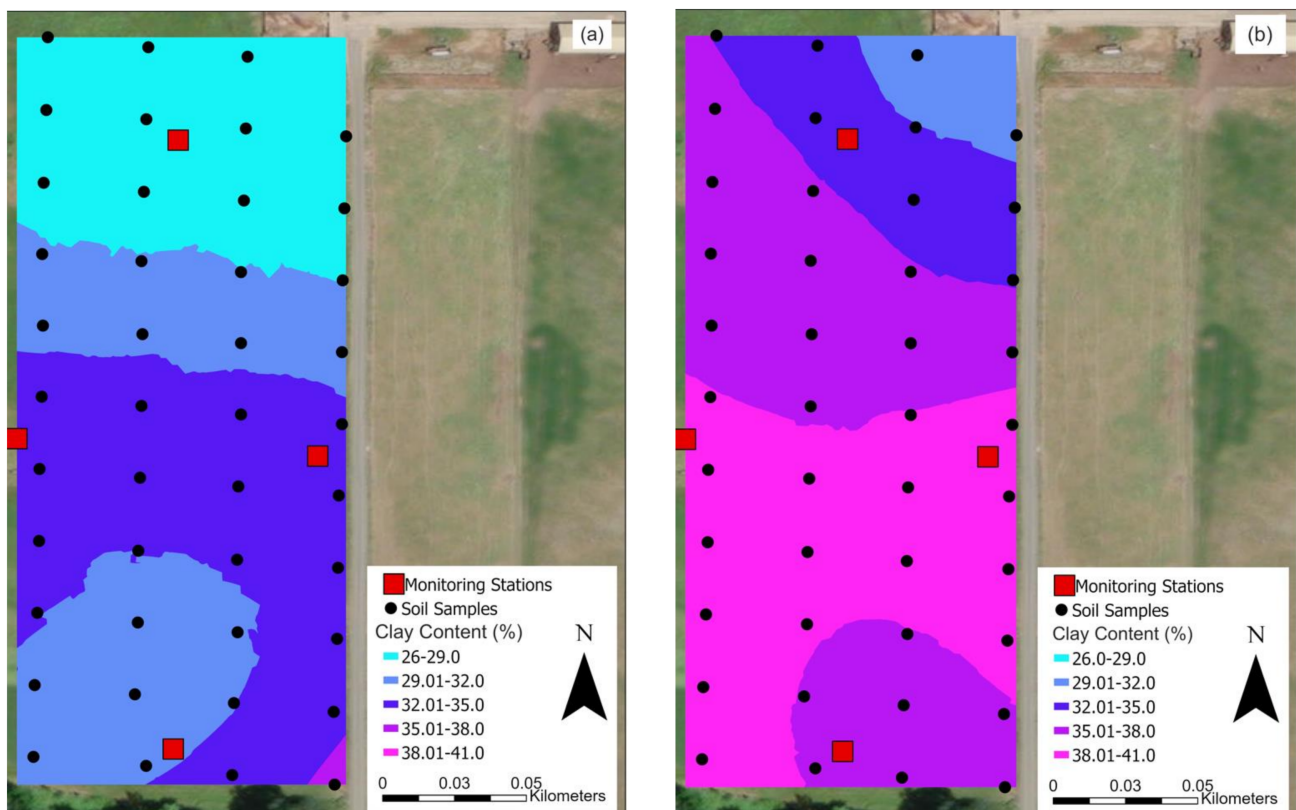 (a)
Monitoring Stations
Soil Samples
Clay Content (%)
26-29.0
29.01-32.0
32.01-35.0
35.01-38.0
38.01-41.0
N
0 0.03 0.05
Kilometers
(b)
Monitoring Stations
Soil Samples
Clay Content (%)
26.0-29.0
29.01-32.0
32.01-35.0
35.01-38.0
38.01-41.0
N
0 0.03 0.05
Kilometers